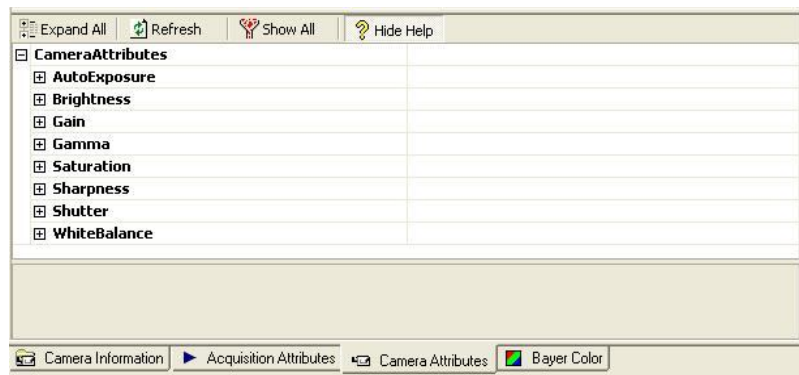 Expand All Refresh Show All Hide Help
CameraAttributes
AutoExposure
Brightness
Gain
Gamma
Saturation
Sharpness
Shutter
WhiteBalance
Camera Information Acquisition Attributes Camera Attributes Bayer Color